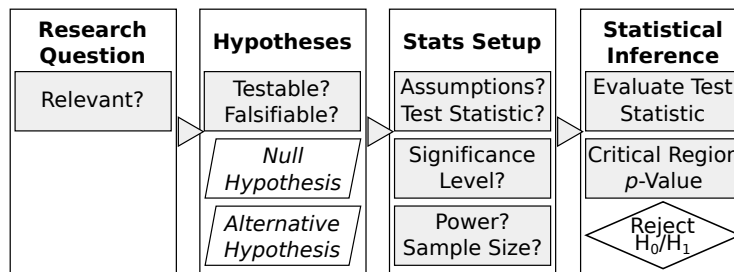 Research
Question
Relevant?
Hypotheses
Testable?
Falsifiable?
Null
Hypothesis
Alternative
Hypothesis
Stats Setup
Assumptions?
Test Statistic?
Significance
Level?
Power?
Sample Size?
Statistical
Inference
Evaluate Test
Statistic
Critical Region
p-Value
Reject
H₀/H₁